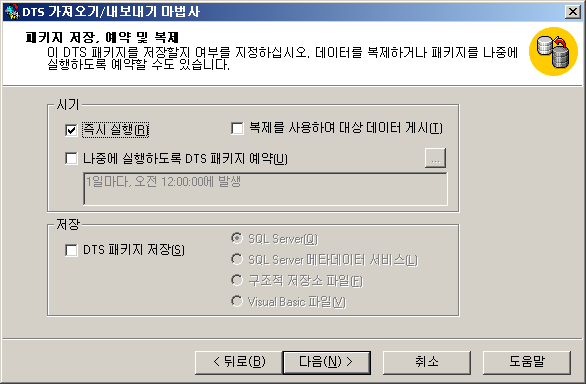 DTS 가져오기/내보내기 마법사
패키지 저장, 예약 및 복제
이 DTS 패키지를 저장할지 여부를 지정하십시오. 데이터를 복제하거나 패키지를 나중에
실행하도록 예약할 수도 있습니다.
시기
즉시 실행(R)
복제를 사용하여 대상 데이터 게시(T)
나중에 실행하도록 DTS 패키지 예약(U)
...
1일마다, 오전 12:00:00에 발생
저장
DTS 패키지 저장(S)
SQL Server(Q)
SQL Server 메타데이터 서비스(L)
구조적 저장소 파일(F)
Visual Basic 파일(V)
< 뒤로(B)
다음(N) >
취소
도움말